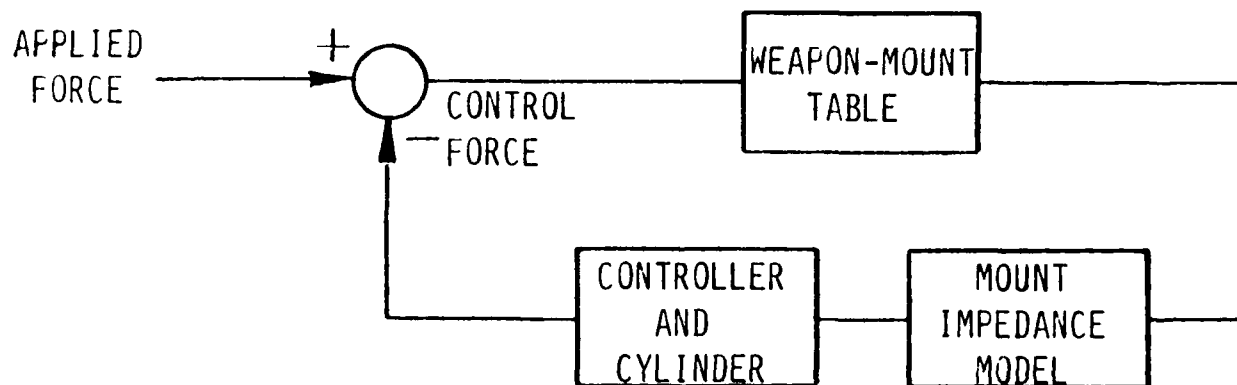 APPLIED
FORCE
+
CONTROL
FORCE
−
WEAPON-MOUNT
TABLE
CONTROLLER
AND
CYLINDER
MOUNT
IMPEDANCE
MODEL